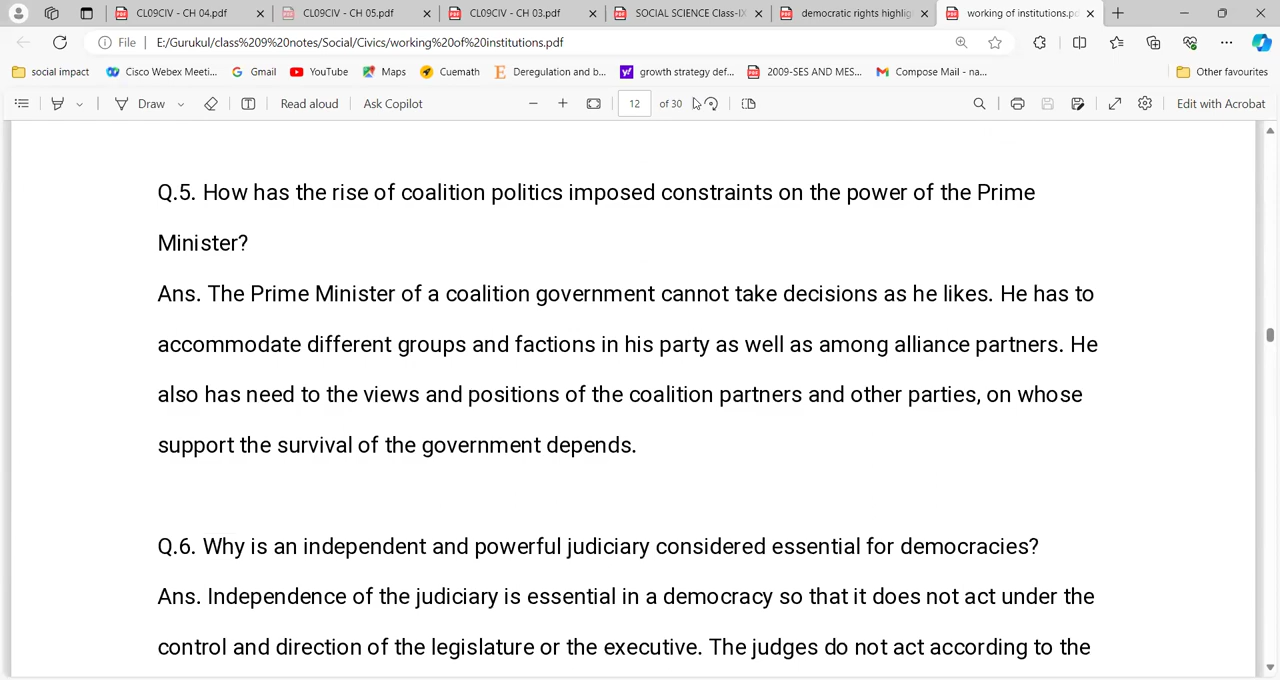 CL09CIV - CH 04.pdf
CL09CIV - CH 05.pdf
CL09CIV - CH 03.pdf
SOCIAL SCIENCE Class-IX
democratic rights highlig
working of institutions.pd
File
E:/Gurukul/class%209%20notes/Social/Civics/working%20of%20institutions.pdf
social impact
Cisco Webex Meeti...
Gmail
YouTube
Maps
Cuemath
Deregulation and b...
growth strategy def...
2009-SES AND MES...
Compose Mail - na...
Other favourites
Draw
Read aloud
Ask Copilot
12
of 30
Edit with Acrobat
Q.5. How has the rise of coalition politics imposed constraints on the power of the Prime
Minister?
Ans. The Prime Minister of a coalition government cannot take decisions as he likes. He has to
accommodate different groups and factions in his party as well as among alliance partners. He
also has need to the views and positions of the coalition partners and other parties, on whose
support the survival of the government depends.
Q.6. Why is an independent and powerful judiciary considered essential for democracies?
Ans. Independence of the judiciary is essential in a democracy so that it does not act under the
control and direction of the legislature or the executive. The judges do not act according to the